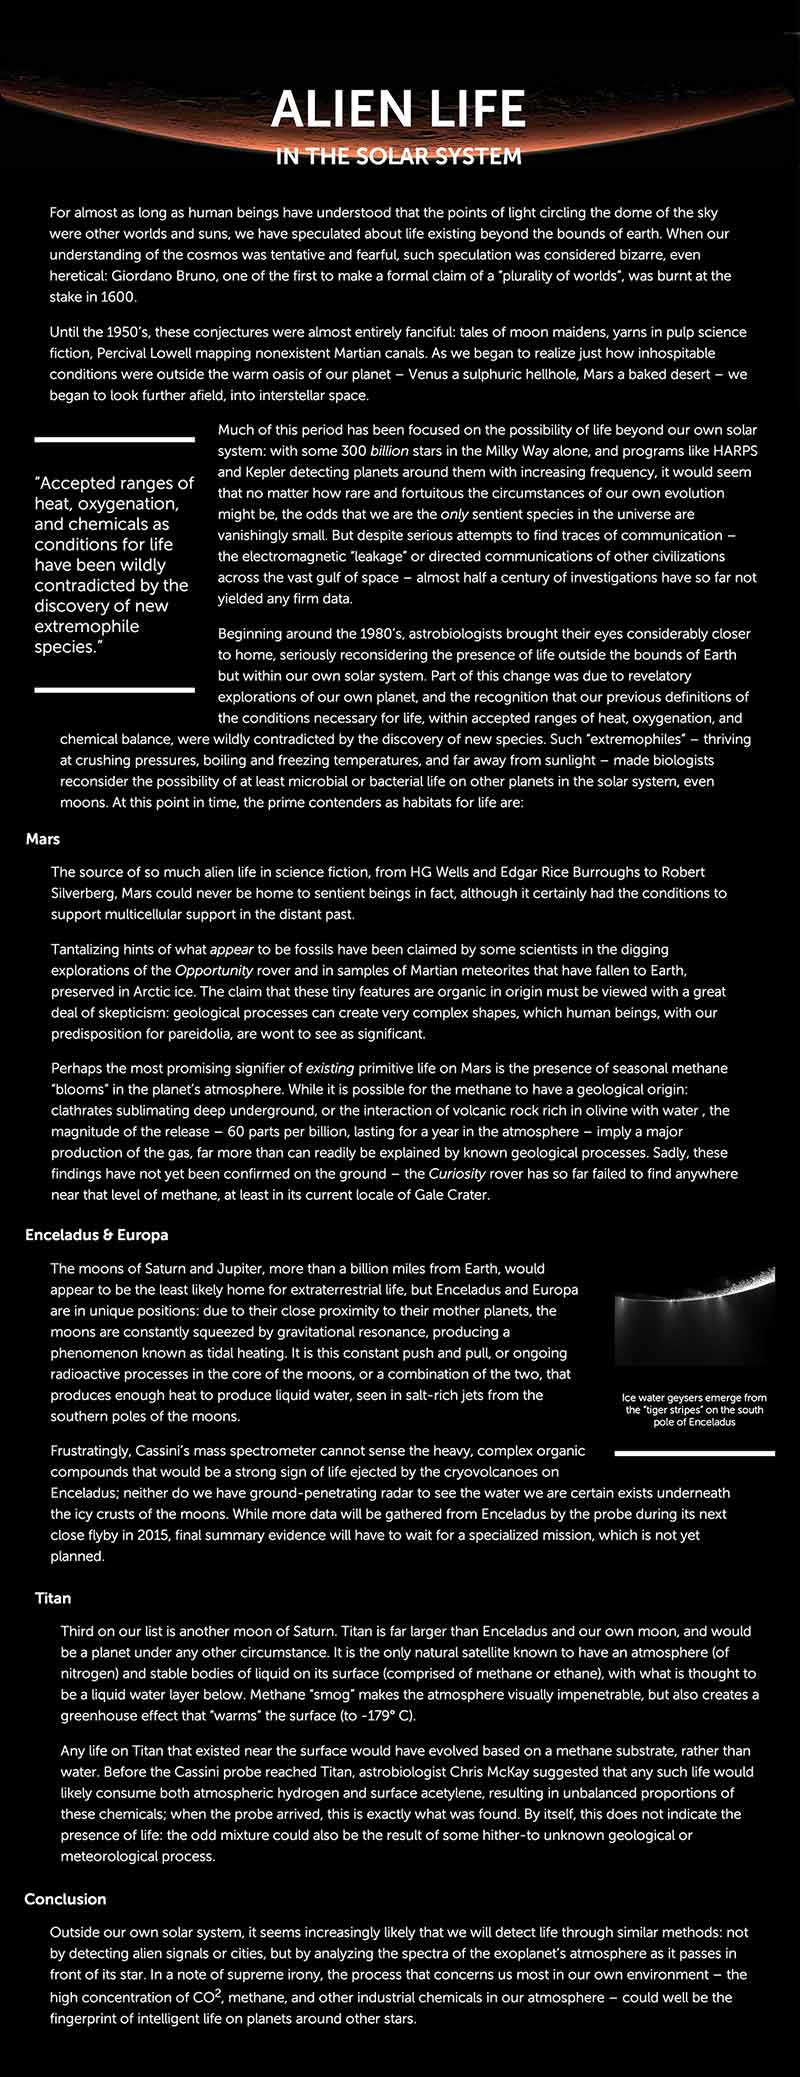 ALIEN LIFE
IN THE SOLAR SYSTEM
For almost as long as human beings have understood that the points of light circling the dome of the sky
were other worlds and suns, we have speculated about life existing beyond the bounds of earth. When our
understanding of the cosmos was tentative and fearful, such speculation was considered bizarre, even
heretical: Giordano Bruno, one of the first to make a formal claim of a "plurality of worlds", was burnt at the
stake in 1600.
Until the 1950's, these conjectures were almost entirely fanciful: tales of moon maidens, yarns in pulp science
fiction, Percival Lowell mapping nonexistent Martian canals. As we began to realize just how inhospitable
conditions were outside the warm oasis of our planet – Venus a sulphuric hellhole, Mars a baked desert – we
began to look further afield, into interstellar space.
"Accepted ranges of
heat, oxygenation,
and chemicals as
conditions for life
have been wildly
contradicted by the
discovery of new
extremophile
species."
Much of this period has been focused on the possibility of life beyond our own solar
system: with some 300 billion stars in the Milky Way alone, and programs like HARPS
and Kepler detecting planets around them with increasing frequency, it would seem
that no matter how rare and fortuitous the circumstances of our own evolution
might be, the odds that we are the only sentient species in the universe are
vanishingly small. But despite serious attempts to find traces of communication –
the electromagnetic "leakage" or directed communications of other civilizations
across the vast gulf of space – almost half a century of investigations have so far not
yielded any firm data.
Beginning around the 1980's, astrobiologists brought their eyes considerably closer
to home, seriously reconsidering the presence of life outside the bounds of Earth
but within our own solar system. Part of this change was due to revelatory
explorations of our own planet, and the recognition that our previous definitions of
the conditions necessary for life, within accepted ranges of heat, oxygenation, and
chemical balance, were wildly contradicted by the discovery of new species. Such "extremophiles" – thriving
at crushing pressures, boiling and freezing temperatures, and far away from sunlight – made biologists
reconsider the possibility of at least microbial or bacterial life on other planets in the solar system, even
moons. At this point in time, the prime contenders as habitats for life are:
Mars
The source of so much alien life in science fiction, from HG Wells and Edgar Rice Burroughs to Robert
Silverberg, Mars could never be home to sentient beings in fact, although it certainly had the conditions to
support multicellular support in the distant past.
Tantalizing hints of what appear to be fossils have been claimed by some scientists in the digging
explorations of the Opportunity rover and in samples of Martian meteorites that have fallen to Earth,
preserved in Arctic ice. The claim that these tiny features are organic in origin must be viewed with a great
deal of skepticism: geological processes can create very complex shapes, which human beings, with our
predisposition for pareidolia, are wont to see as significant.
Perhaps the most promising signifier of existing primitive life on Mars is the presence of seasonal methane
"blooms" in the planet's atmosphere. While it is possible for the methane to have a geological origin:
clathrates sublimating deep underground, or the interaction of volcanic rock rich in olivine with water , the
magnitude of the release – 60 parts per billion, lasting for a year in the atmosphere – imply a major
production of the gas, far more than can readily be explained by known geological processes. Sadly, these
findings have not yet been confirmed on the ground – the Curiosity rover has so far failed to find anywhere
near that level of methane, at least in its current locale of Gale Crater.
Enceladus & Europa
The moons of Saturn and Jupiter, more than a billion miles from Earth, would
appear to be the least likely home for extraterrestrial life, but Enceladus and Europa
are in unique positions: due to their close proximity to their mother planets, the
moons are constantly squeezed by gravitational resonance, producing a
phenomenon known as tidal heating. It is this constant push and pull, or ongoing
radioactive processes in the core of the moons, or a combination of the two, that
produces enough heat to produce liquid water, seen in salt-rich jets from the
southern poles of the moons.
Ice water geysers emerge from
the "tiger stripes" on the south
pole of Enceladus
Frustratingly, Cassini's mass spectrometer cannot sense the heavy, complex organic
compounds that would be a strong sign of life ejected by the cryovolcanoes on
Enceladus; neither do we have ground-penetrating radar to see the water we are certain exists underneath
the icy crusts of the moons. While more data will be gathered from Enceladus by the probe during its next
close flyby in 2015, final summary evidence will have to wait for a specialized mission, which is not yet
planned.
Titan
Third on our list is another moon of Saturn. Titan is far larger than Enceladus and our own moon, and would
be a planet under any other circumstance. It is the only natural satellite known to have an atmosphere (of
nitrogen) and stable bodies of liquid on its surface (comprised of methane or ethane), with what is thought to
be a liquid water layer below. Methane "smog" makes the atmosphere visually impenetrable, but also creates a
greenhouse effect that "warms" the surface (to -179° C).
Any life on Titan that existed near the surface would have evolved based on a methane substrate, rather than
water. Before the Cassini probe reached Titan, astrobiologist Chris McKay suggested that any such life would
likely consume both atmospheric hydrogen and surface acetylene, resulting in unbalanced proportions of
these chemicals; when the probe arrived, this is exactly what was found. By itself, this does not indicate the
presence of life: the odd mixture could also be the result of some hither-to unknown geological or
meteorological process.
Conclusion
Outside our own solar system, it seems increasingly likely that we will detect life through similar methods: not
by detecting alien signals or cities, but by analyzing the spectra of the exoplanet's atmosphere as it passes in
front of its star. In a note of supreme irony, the process that concerns us most in our own environment – the
high concentration of CO², methane, and other industrial chemicals in our atmosphere – could well be the
fingerprint of intelligent life on planets around other stars.